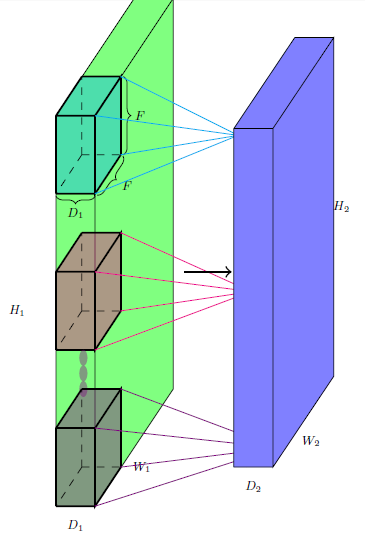 F
F
D₁
H₂
H₁
W₂
W₁
D₂
D₁